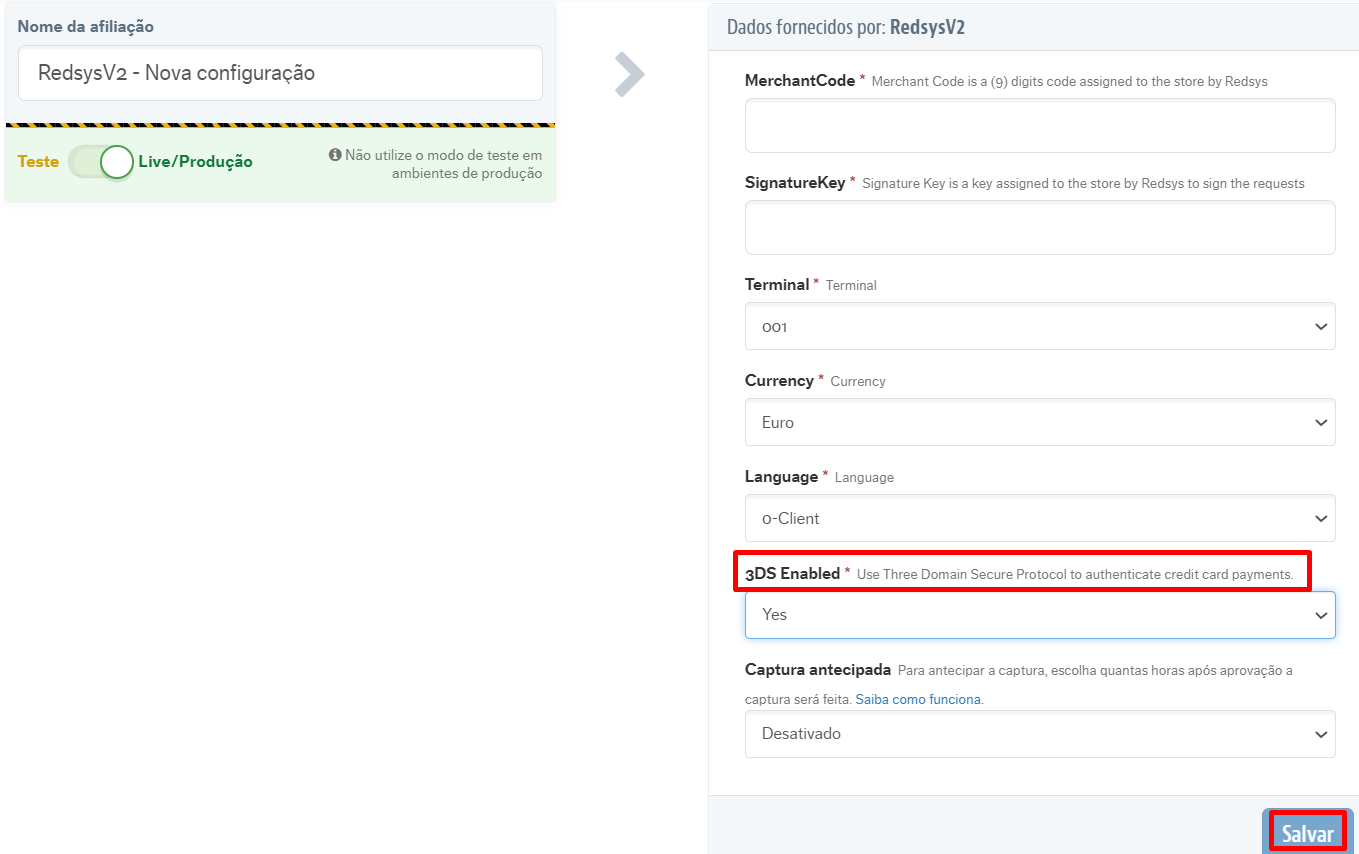 Nome da afiliação
RedsysV2 - Nova configuração
Teste
Live/Produção
Não utilize o modo de teste em
ambientes de produção
Dados fornecidos por: RedsysV2
MerchantCode * Merchant Code is a (9) digits code assigned to the store by Redsys
SignatureKey * Signature Key is a key assigned to the store by Redsys to sign the requests
Terminal * Terminal
001
Currency * Currency
Euro
Language * Language
0-Client
3DS Enabled * Use Three Domain Secure Protocol to authenticate credit card payments.
Yes
Captura antecipada Para antecipar a captura, escolha quantas horas após aprovação a
captura será feita. Saiba como funciona.
Desativado
Salvar